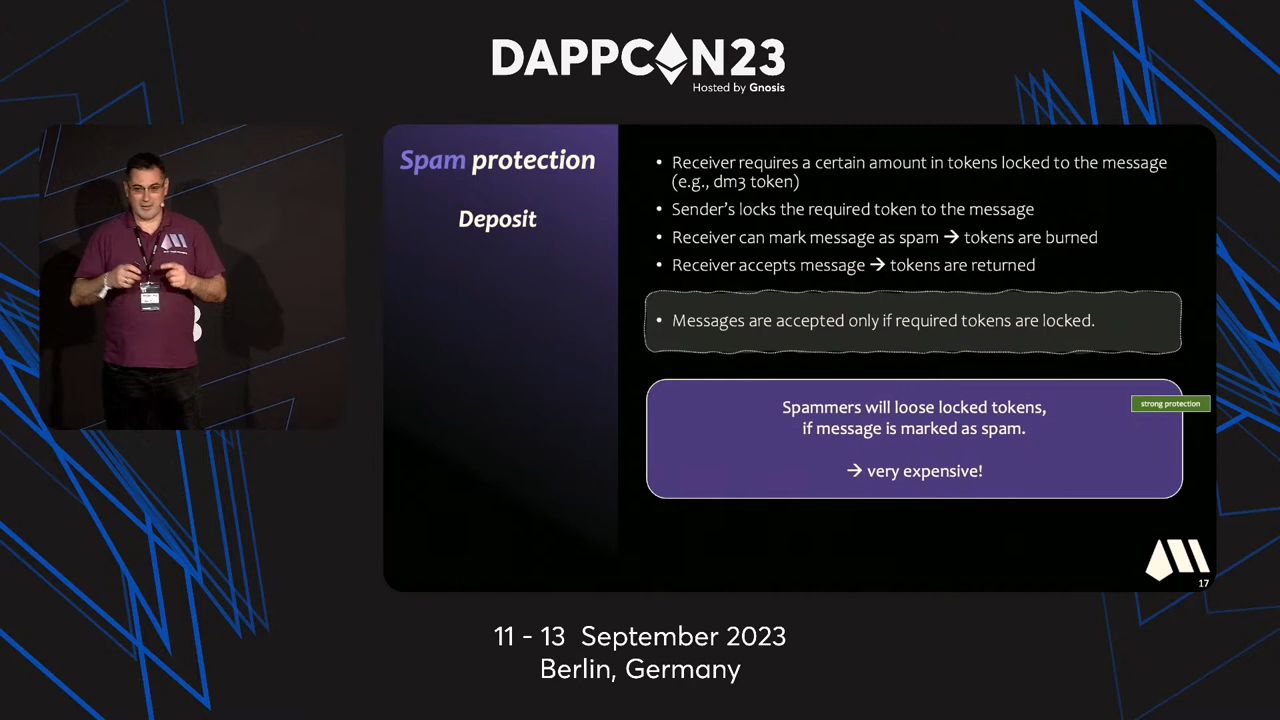 DAPPCON23
Hosted by Gnosis
Spam protection
Deposit
• Receiver requires a certain amount in tokens locked to the message
(e.g., dm3 token)
• Sender's locks the required token to the message
• Receiver can mark message as spam → tokens are burned
• Receiver accepts message → tokens are returned
• Messages are accepted only if required tokens are locked.
strong protection
Spammers will loose locked tokens,
if message is marked as spam.
→ very expensive!
17
11 - 13 September 2023
Berlin, Germany